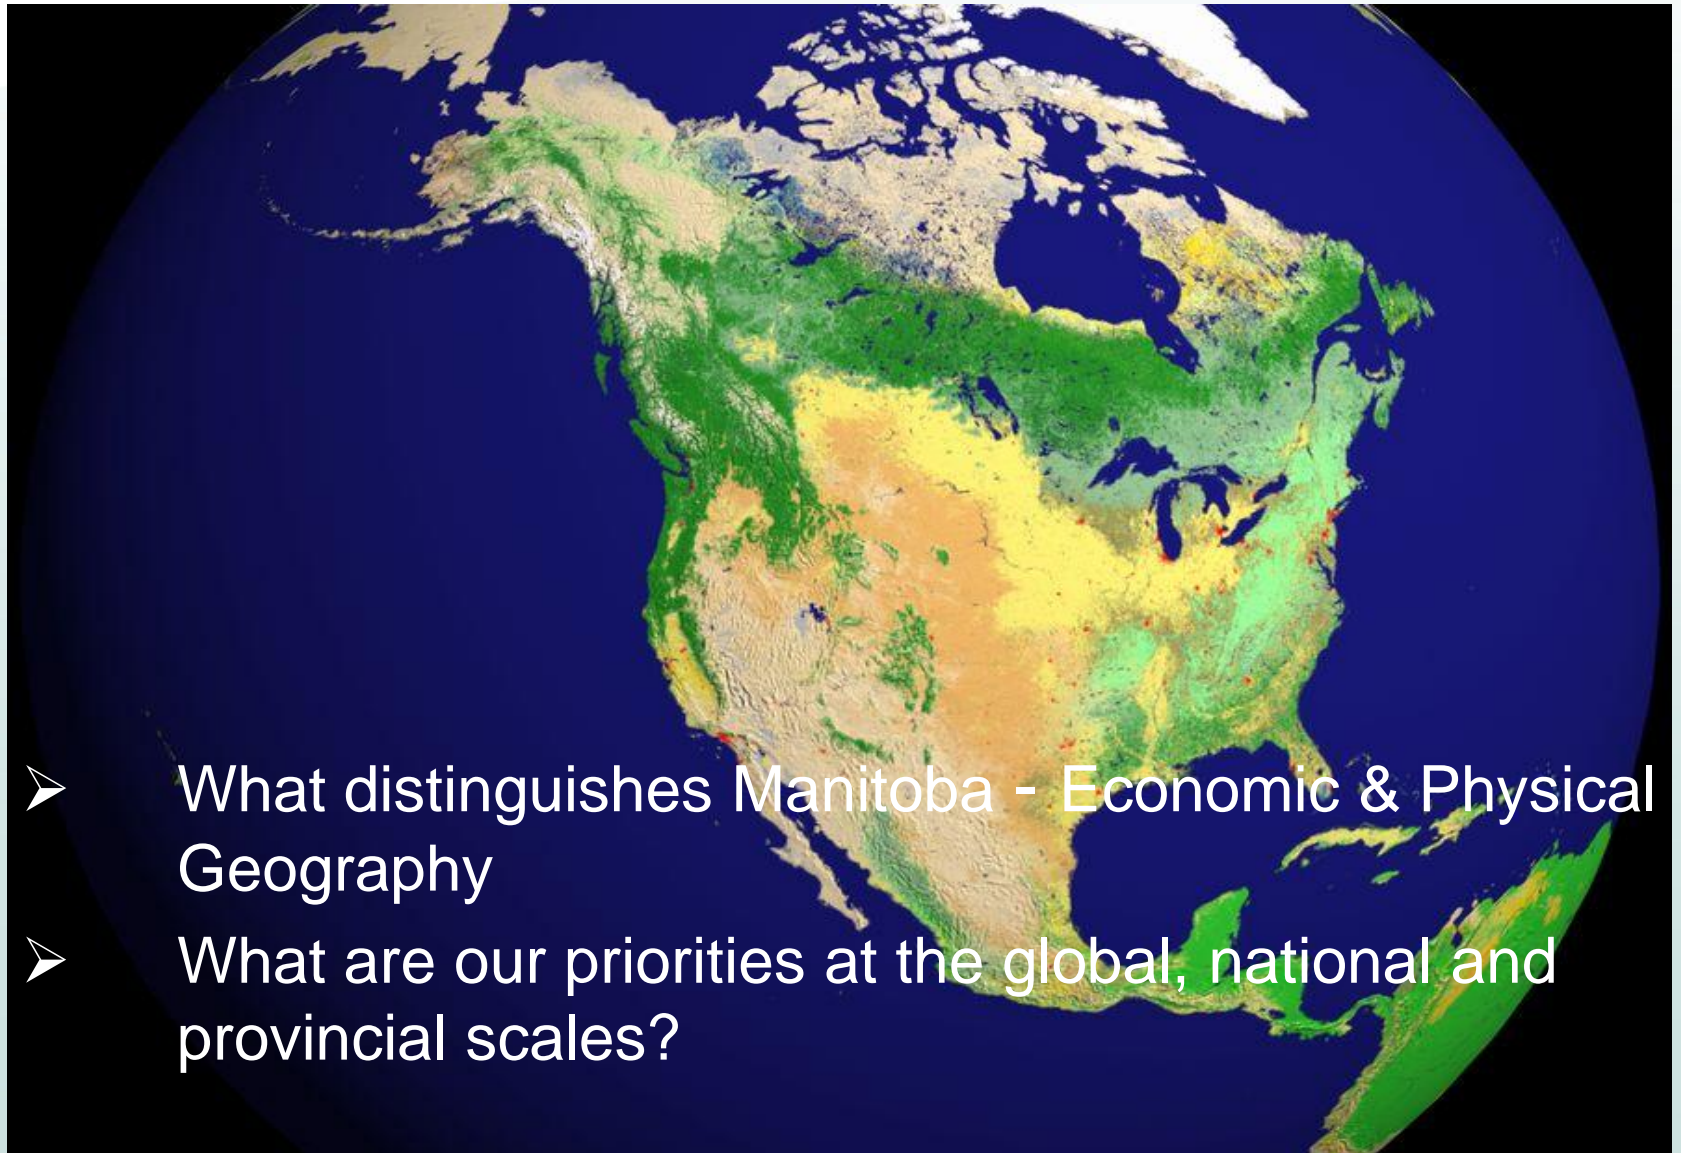 ➢ What distinguishes Manitoba - Economic & Physical
Geography
➢ What are our priorities at the global, national and
provincial scales?